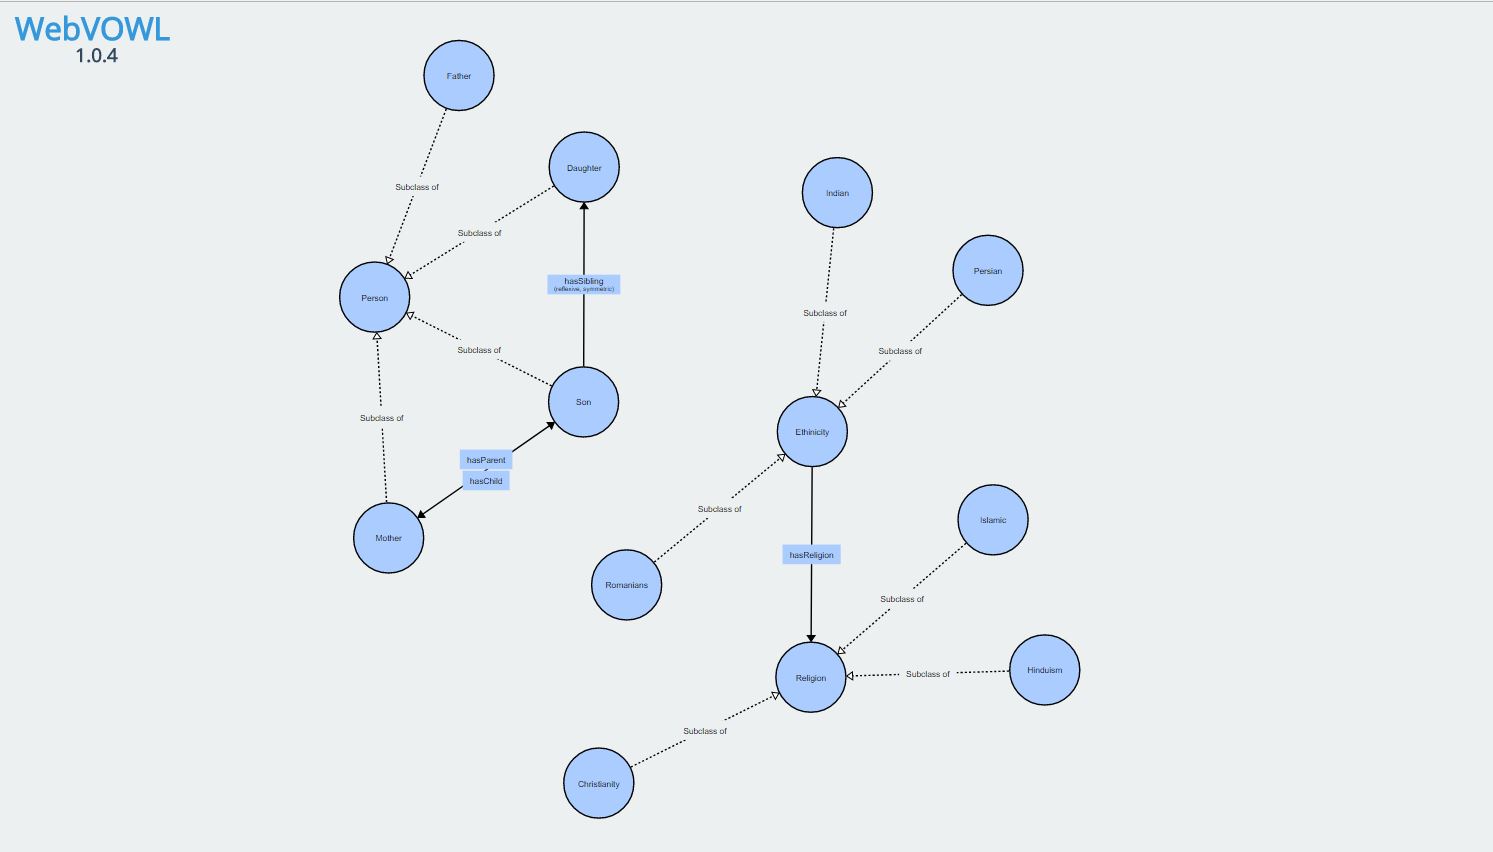 WebVOWL
1.0.4
Father
Daughter
Subclass of
Indian
Subclass of
Persian
hasSibling
(reflexive, symmetric)
Person
Subclass of
Subclass of
Subclass of
Son
Subclass of
Ethinicity
hasParent
hasChild
Subclass of
Islamic
Mother
hasReligion
Romanians
Subclass of
Subclass of
Religion
Hinduism
Subclass of
Christianity